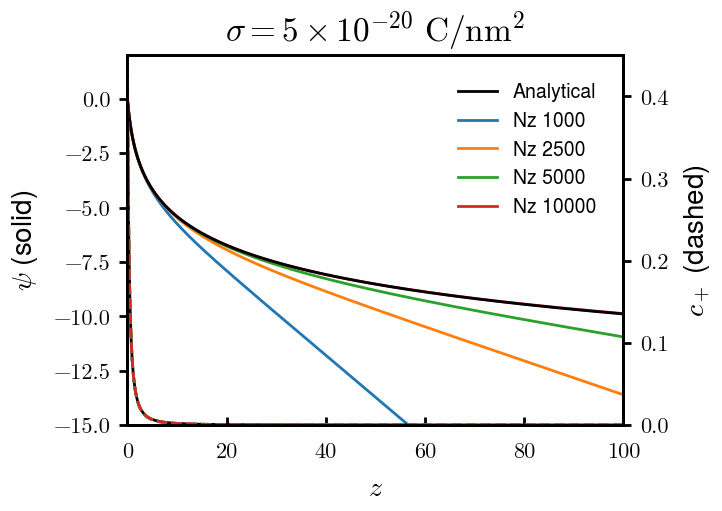 σ = 5 × 10⁻²⁰ C/nm²
Analytical
Nz 1000
Nz 2500
Nz 5000
Nz 10000
ψ (solid)
0.0
−2.5
−5.0
−7.5
−10.0
−12.5
−15.0
0.4
0.3
0.2
0.1
0.0
c₊ (dashed)
0 20 40 60 80 100
z